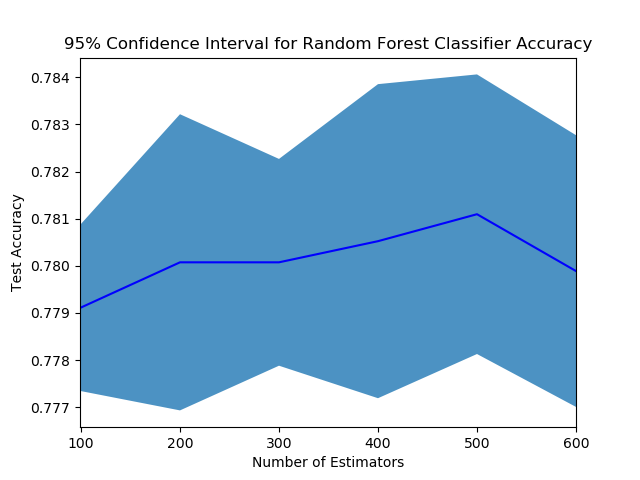 95% Confidence Interval for Random Forest Classifier Accuracy
0.784
0.783
0.782
0.781
0.780
0.779
0.778
0.777
Test Accuracy
100 200 300 400 500 600
Number of Estimators